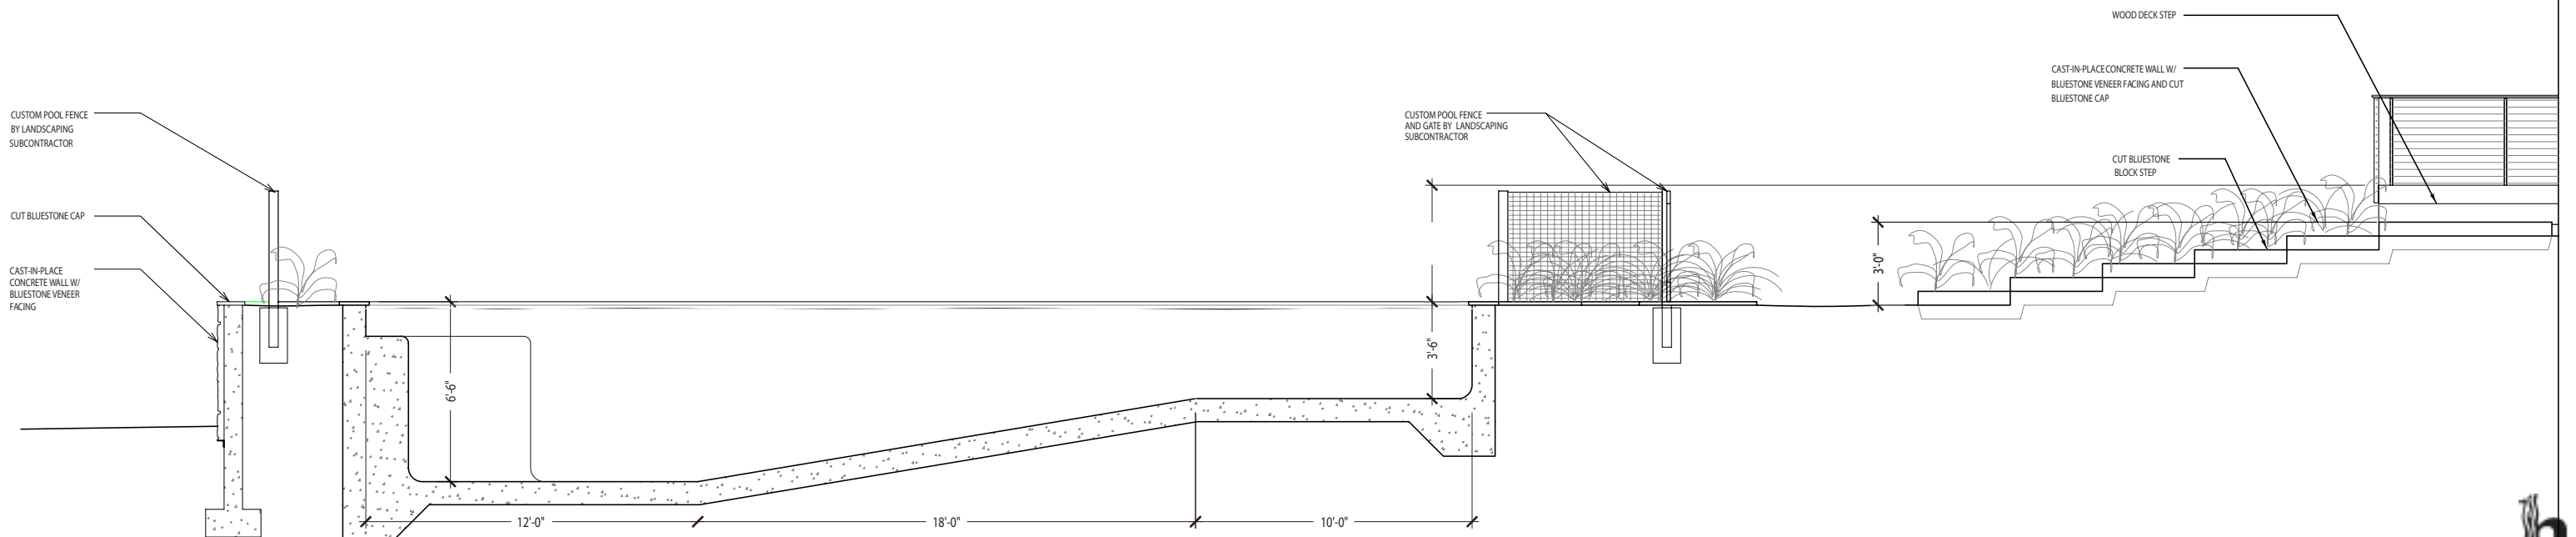 WOOD DECK STEP
CAST-IN-PLACE CONCRETE WALL W/
BLUESTONE VENEER FACING AND CUT
BLUESTONE CAP
CUSTOM POOL FENCE
BY LANDSCAPING
SUBCONTRACTOR
CUSTOM POOL FENCE
AND GATE BY LANDSCAPING
SUBCONTRACTOR
CUT BLUESTONE
BLOCK STEP
CUT BLUESTONE CAP
CAST-IN-PLACE
CONCRETE WALL W/
BLUESTONE VENEER
FACING
3'-0"
3'-6"
6'-6"
12'-0"
18'-0"
10'-0"